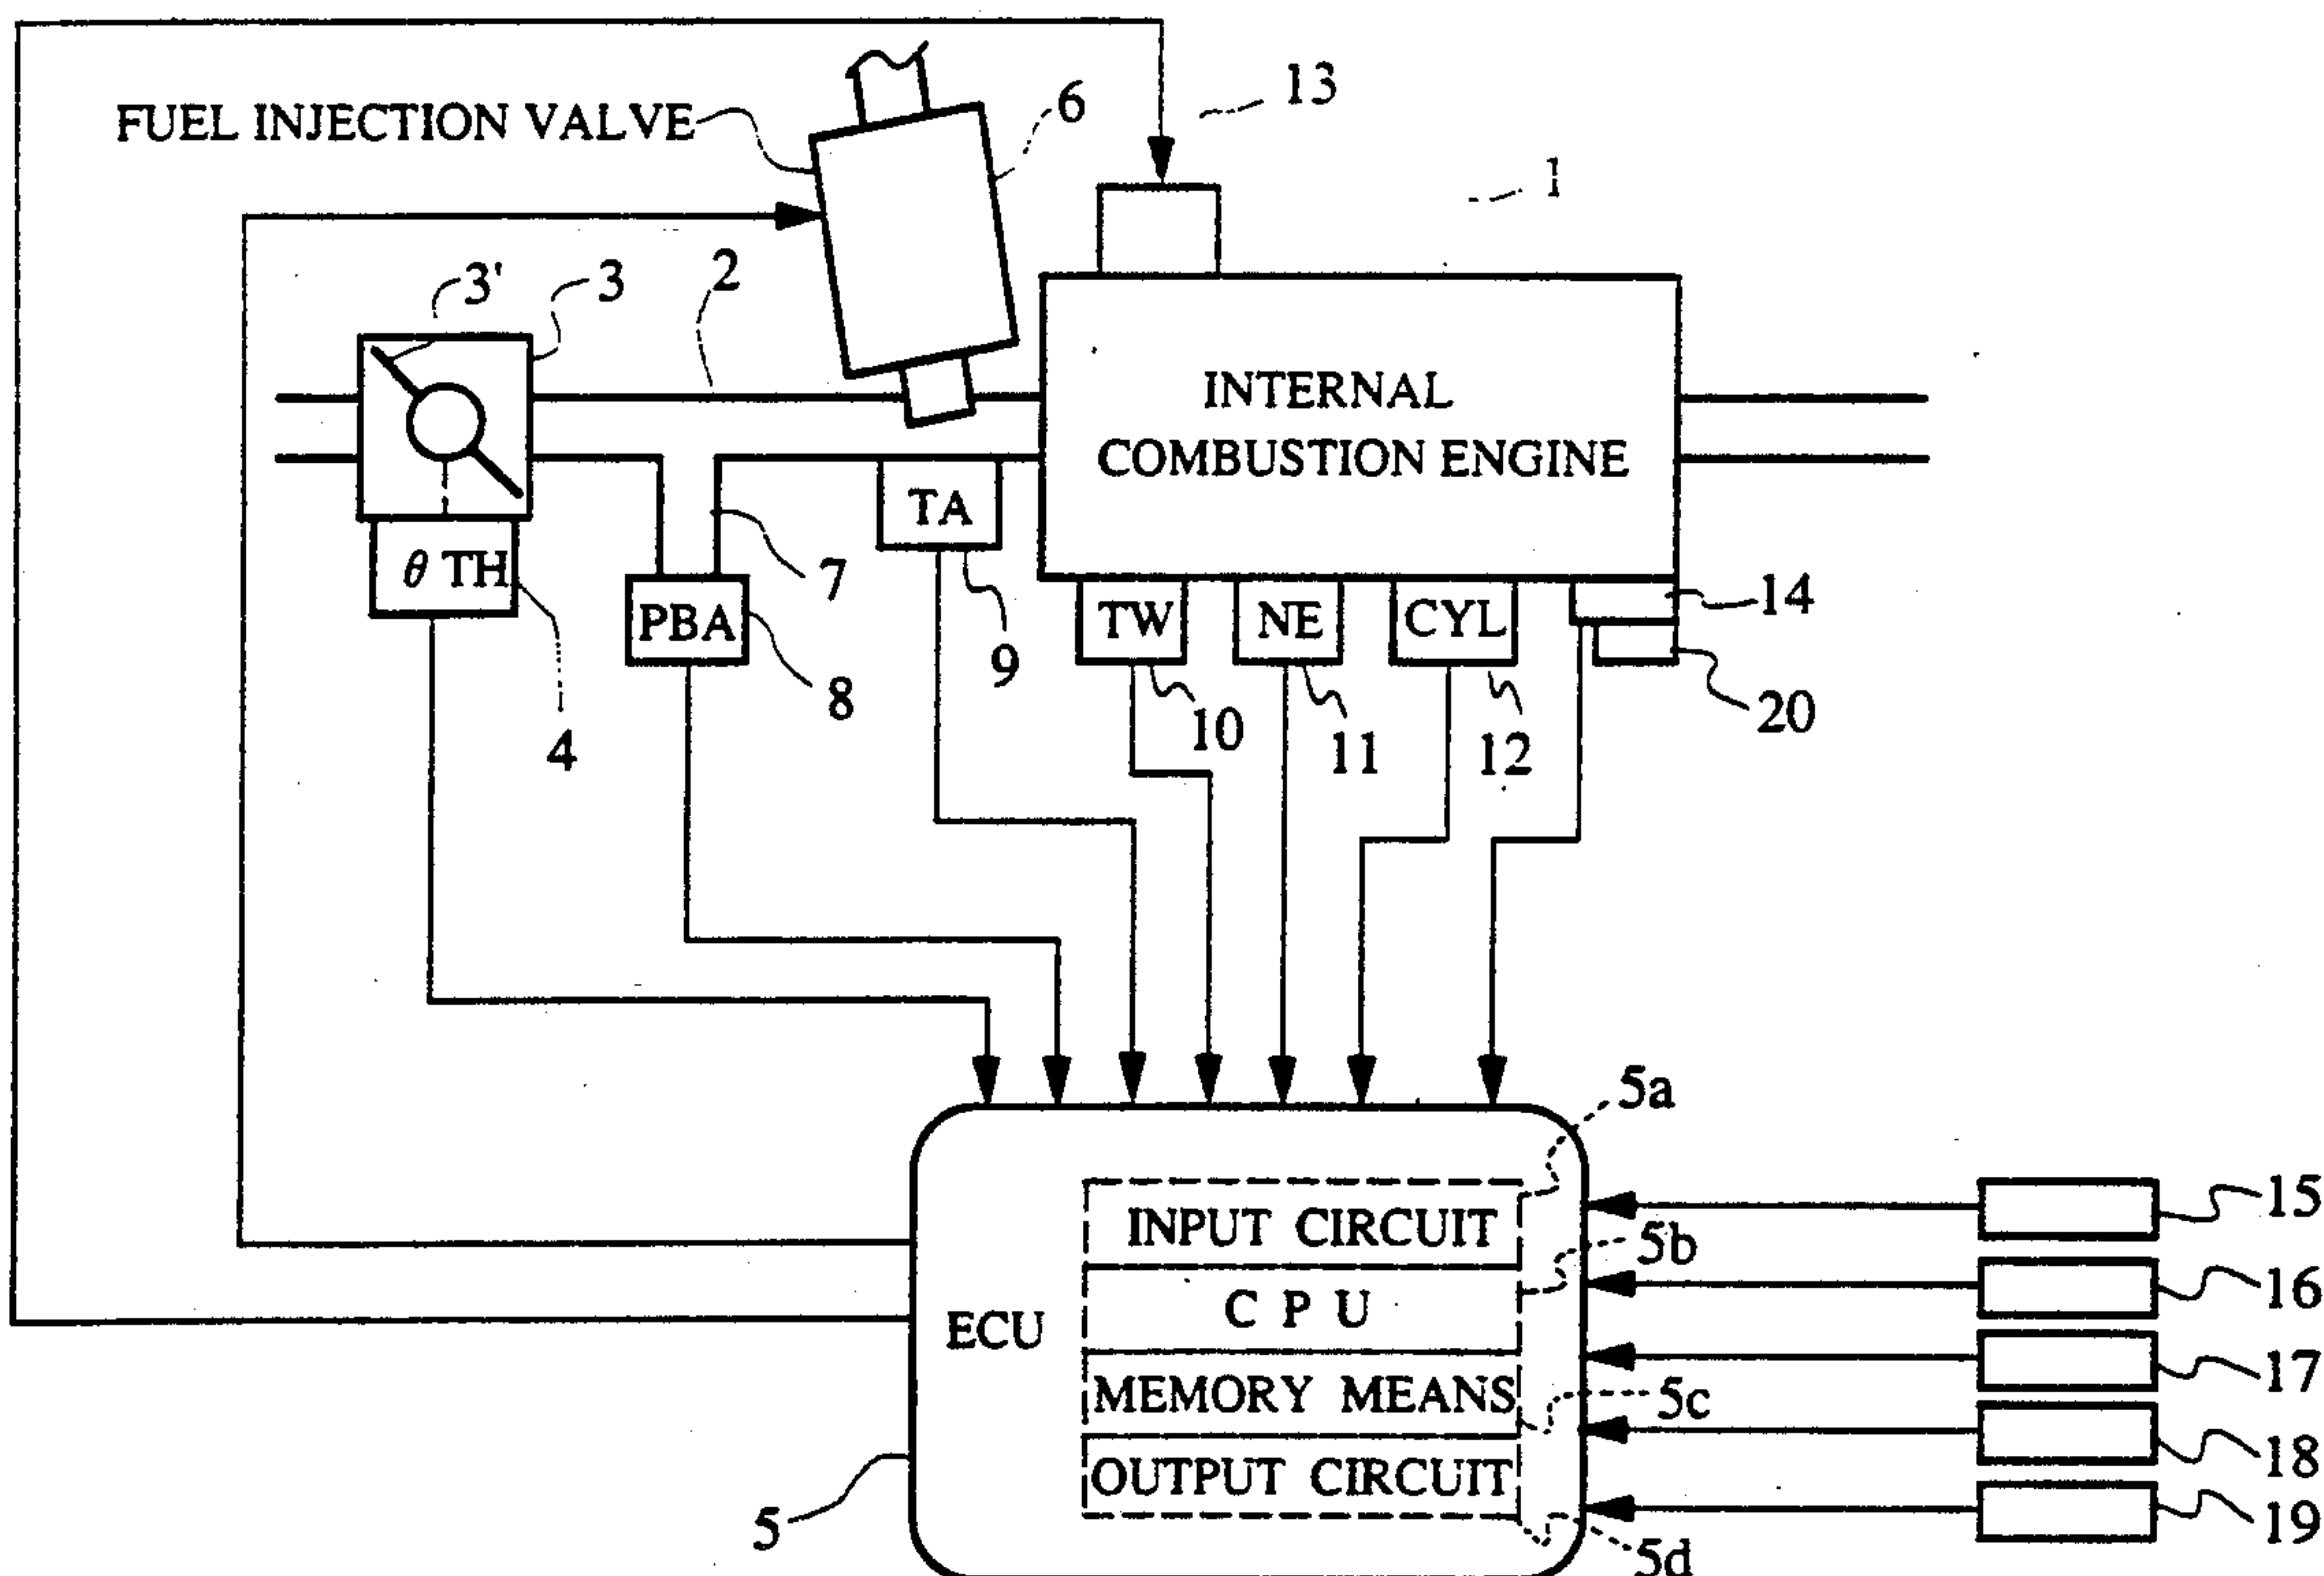 13
FUEL INJECTION VALVE
6
1
3'
3
2
INTERNAL
COMBUSTION ENGINE
TA
θ TH
7
14
PBA
TW
NE
CYL
9
8
20
10
4
11
12
5a
INPUT CIRCUIT
15
5b
16
C P U
ECU
17
MEMORY MEANS
5c
18
OUTPUT CIRCUIT
5
19
5d